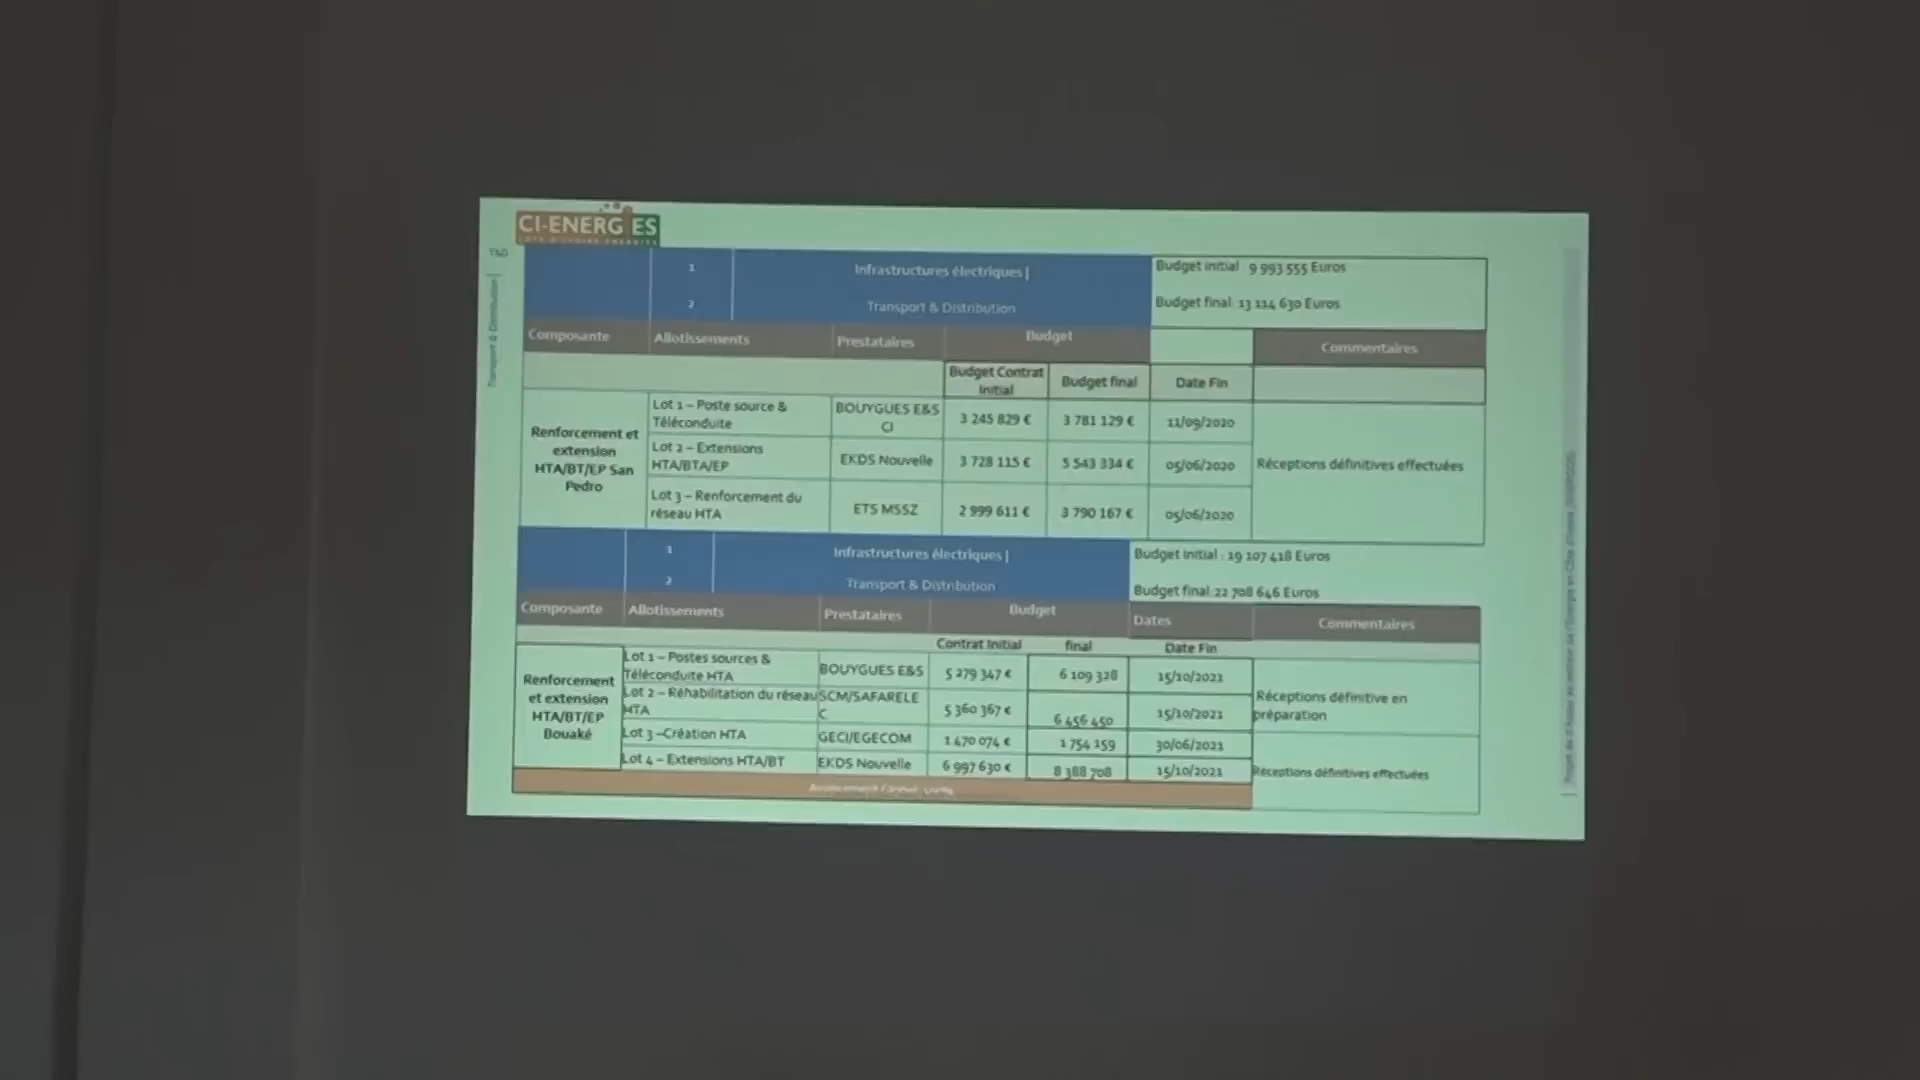 CI-ENERGIES
T&D
Transport & Distribution |
1
Infrastructures électriques |
2
Transport & Distribution
Budget initial 9 993 555 Euros
Budget final: 13 114 630 Euros
Composante
Allotissements
Prestataires
Budget
Commentaires
Budget Contrat
Initial
Budget final
Date Fin
Renforcement et
extension
HTA/BT/EP San
Pedro
Lot 1 – Poste source &
Téléconduite
BOUYGUES E&S
CI
3 245 829 €
3 781 129 €
11/09/2020
Lot 2 – Extensions
HTA/BTA/EP
EKDS Nouvelle
3 728 115 €
5 543 334 €
05/06/2020
Réceptions définitives effectuées
Lot 3 – Renforcement du
réseau HTA
ETS MSSZ
2 999 611 €
3 790 167 €
05/06/2020
1
Infrastructures électriques |
2
Transport & Distribution
Budget initial : 19 107 418 Euros
Budget final: 22 708 646 Euros
Composante
Allotissements
Prestataires
Budget
Dates
Commentaires
Contrat Initial
final
Date Fin
Renforcement
et extension
HTA/BT/EP
Bouaké
Lot 1 – Postes sources &
Téléconduite HTA
BOUYGUES E&S
5 279 347 €
6 109 328
15/10/2021
Lot 2 – Réhabilitation du réseau
HTA
SCM/SAFARELE
C
5 360 367 €
6 456 450
15/10/2021
Réceptions définitive en
préparation
Lot 3 –Création HTA
GECI/EGECOM
1 470 074 €
1 754 159
30/06/2021
Lot 4 – Extensions HTA/BT
EKDS Nouvelle
6 997 630 €
8 388 708
15/10/2021
Réceptions définitives effectuées